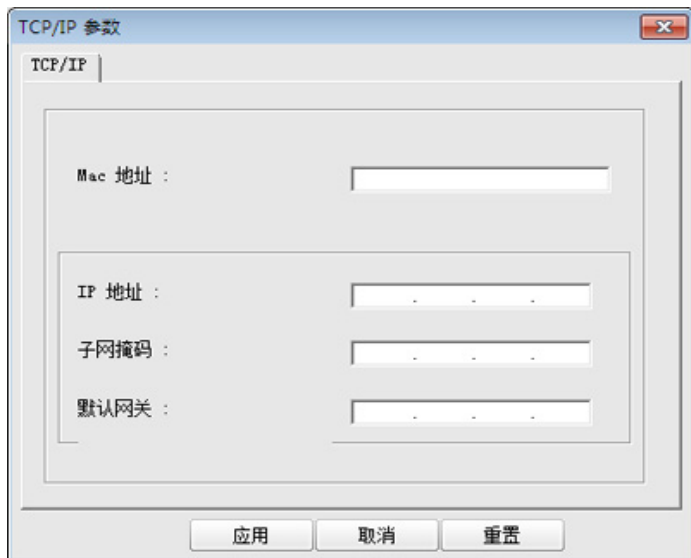 TCP/IP 参数
TCP/IP
Mac 地址 :
IP 地址 :
. . .
子网掩码 :
. . .
默认网关 :
. . .
应用 取消 重置